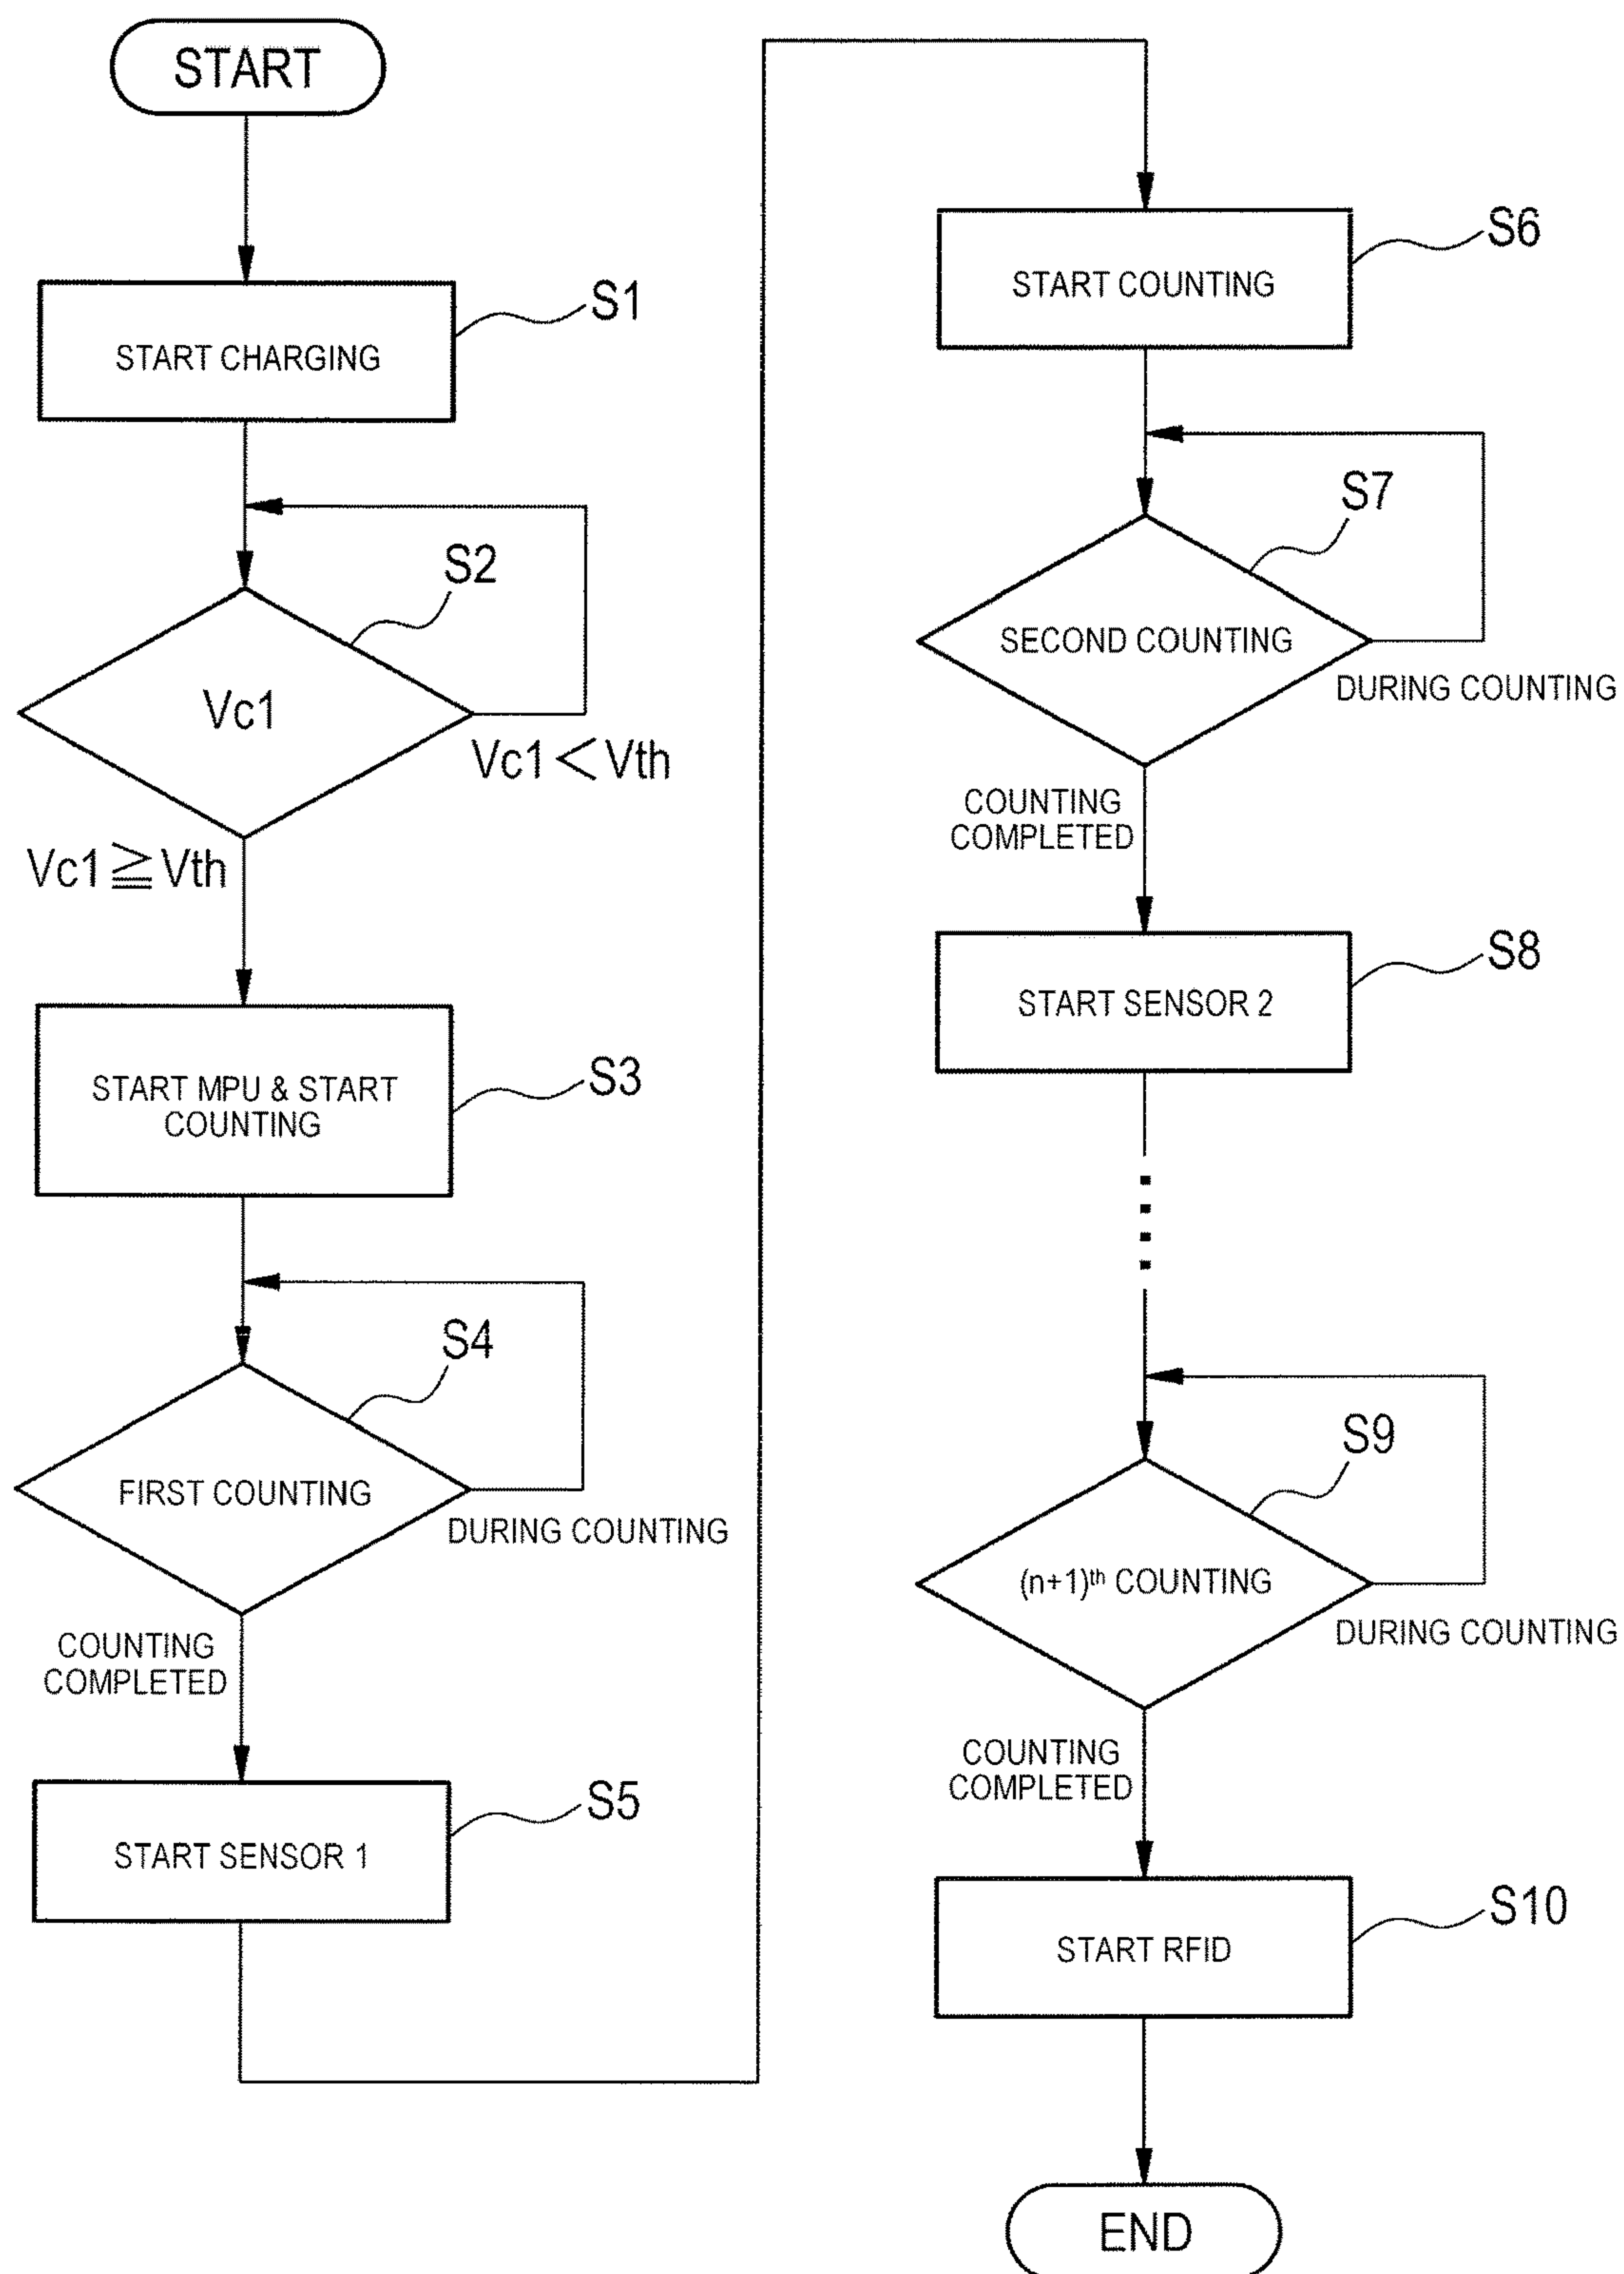 START
START CHARGING
S1
S2
Vc1
Vc1 < Vth
Vc1 ≧ Vth
START MPU & START
COUNTING
S3
S4
FIRST COUNTING
DURING COUNTING
COUNTING
COMPLETED
START SENSOR 1
S5
START COUNTING
S6
S7
SECOND COUNTING
DURING COUNTING
COUNTING
COMPLETED
START SENSOR 2
S8
S9
(n+1)th COUNTING
DURING COUNTING
COUNTING
COMPLETED
START RFID
S10
END